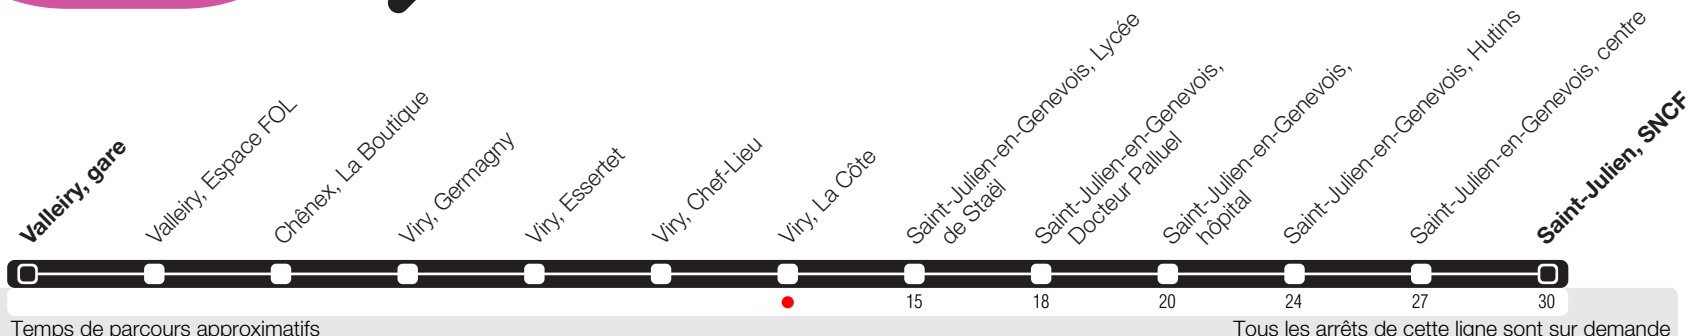 Valleiry, gare
Valleiry, Espace FOL
Chênex, La Boutique
Viry, Germagny
Viry, Essertet
Viry, Chef-Lieu
Viry, La Côte
Saint-Julien-en-Genevois, Lycée
de Staël
Saint-Julien-en-Genevois,
Docteur Palluel
Saint-Julien-en-Genevois,
hôpital
Saint-Julien-en-Genevois, Hutins
Saint-Julien-en-Genevois, centre
Saint-Julien, SNCF
15 18 20 24 27 30
Temps de parcours approximatifs
Tous les arrêts de cette ligne sont sur demande